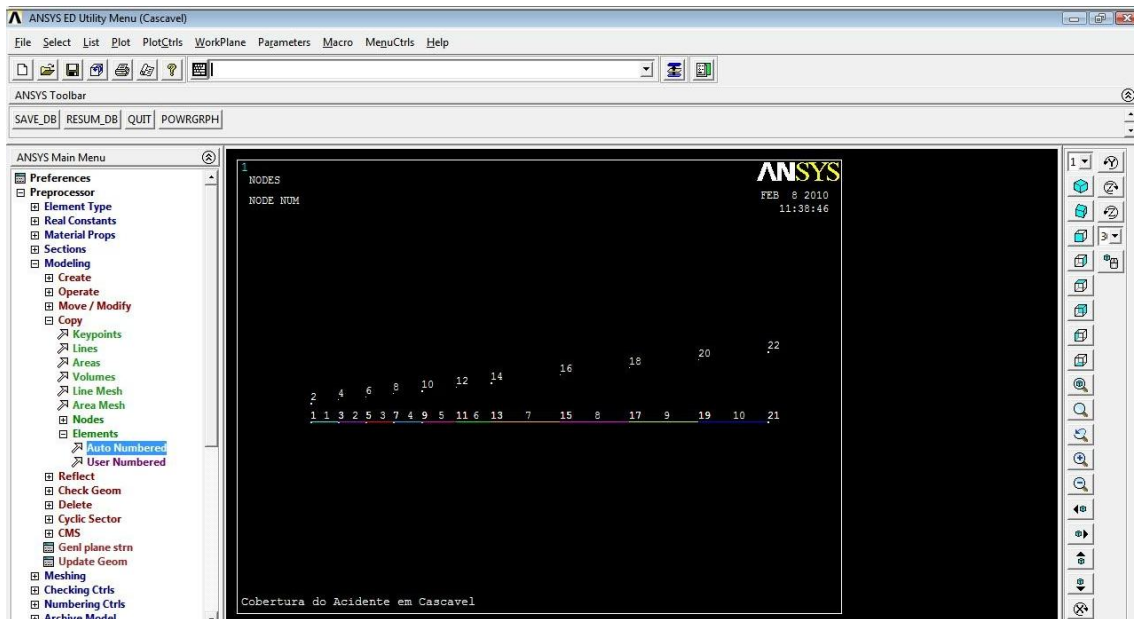 ANSYS ED Utility Menu (Cascavel)
File Select List Plot PlotCtrls WorkPlane Parameters Macro MenuCtrls Help
ANSYS Toolbar
SAVE_DB RESUM_DB QUIT POWRGRPH
ANSYS Main Menu
Preferences
Preprocessor
Element Type
Real Constants
Material Props
Sections
Modeling
Create
Operate
Move / Modify
Copy
Keypoints
Lines
Areas
Volumes
Line Mesh
Area Mesh
Nodes
Elements
Auto Numbered
User Numbered
Reflect
Check Geom
Delete
Cyclic Sector
CMS
Genl plane strn
Update Geom
Meshing
Checking Ctrls
Numbering Ctrls
Archive Model
1
NODES
NODE NUM
ANSYS
FEB 8 2010
11:38:46
2 4 6 8 10 12 14 16 18 20 22
1 1 3 2 5 3 7 4 9 5 11 6 13 7 15 8 17 9 19 10 21
Cobertura do Acidente em Cascavel
1